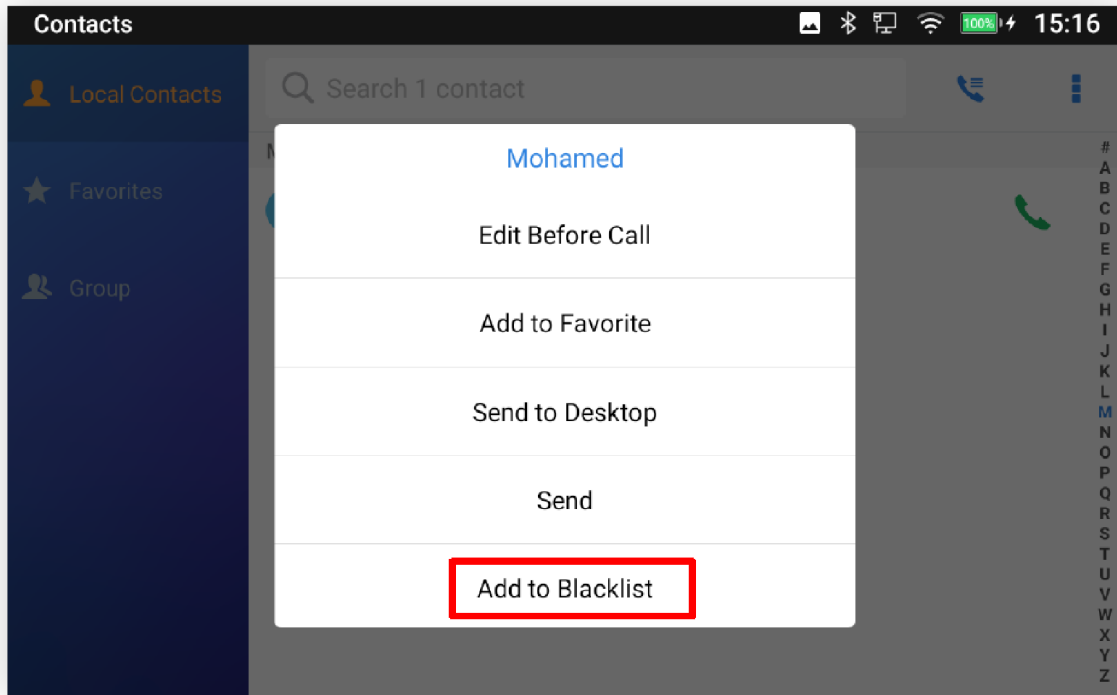 Contacts
100%
15:16
Local Contacts
Search 1 contact
Favorites
Group
M
Mohamed
Edit Before Call
Add to Favorite
Send to Desktop
Send
Add to Blacklist
#
A
B
C
D
E
F
G
H
I
J
K
L
M
N
O
P
Q
R
S
T
U
V
W
X
Y
Z